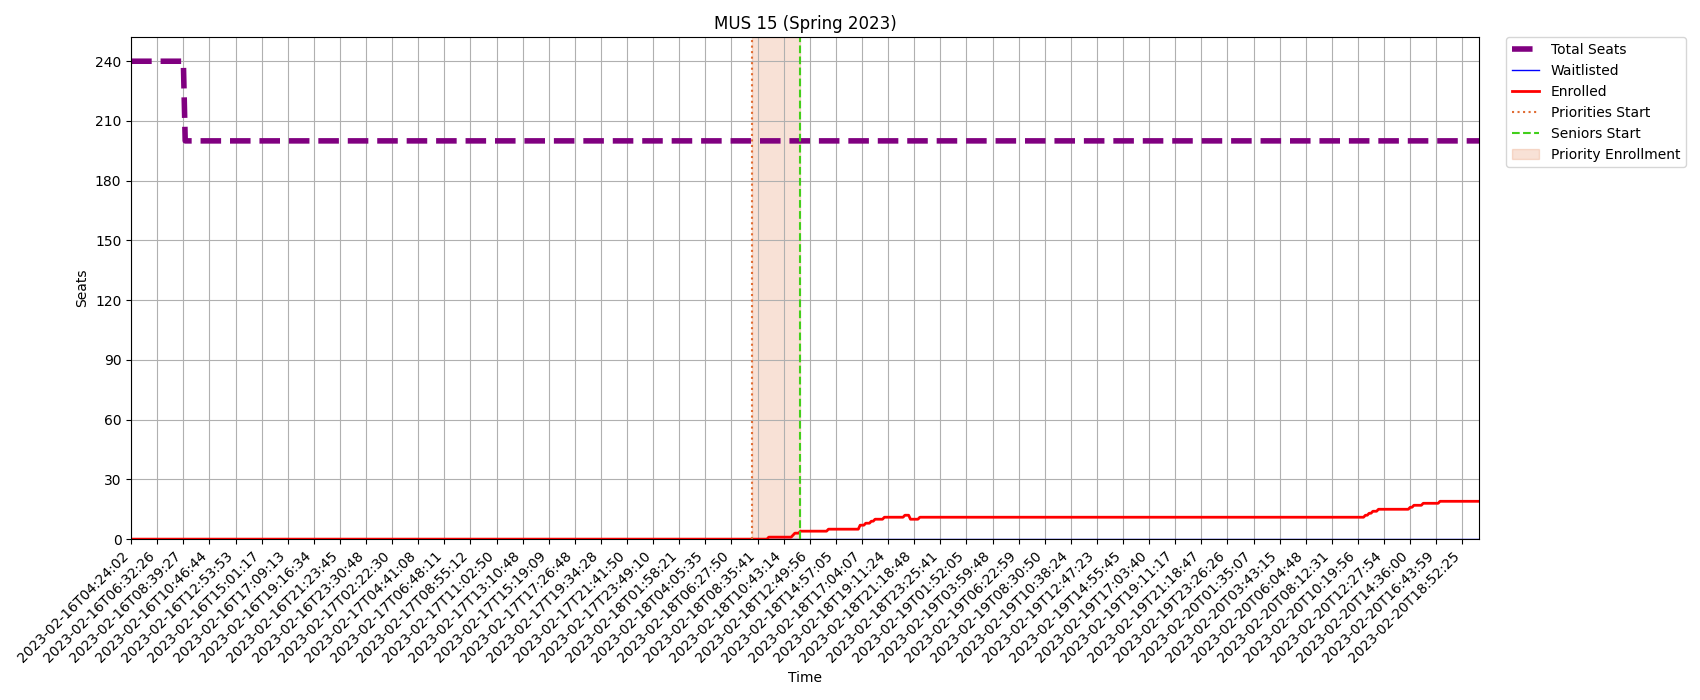 MUS 15 (Spring 2023)
Total Seats
Waitlisted
Enrolled
Priorities Start
Seniors Start
Priority Enrollment
Seats
240
210
180
150
120
90
60
30
0
2023-02-16T04:24:02
2023-02-16T06:32:26
2023-02-16T08:39:27
2023-02-16T10:46:44
2023-02-16T12:53:53
2023-02-16T15:01:17
2023-02-16T17:09:13
2023-02-16T19:16:34
2023-02-16T21:23:45
2023-02-16T23:30:48
2023-02-17T02:22:30
2023-02-17T04:41:08
2023-02-17T06:48:11
2023-02-17T08:55:12
2023-02-17T11:02:50
2023-02-17T13:10:48
2023-02-17T15:19:09
2023-02-17T17:26:48
2023-02-17T19:34:28
2023-02-17T21:41:50
2023-02-17T23:49:10
2023-02-18T01:58:21
2023-02-18T04:05:35
2023-02-18T06:27:50
2023-02-18T08:35:41
2023-02-18T10:43:14
2023-02-18T12:49:56
2023-02-18T14:57:05
2023-02-18T17:04:07
2023-02-18T19:11:24
2023-02-18T21:18:48
2023-02-18T23:25:41
2023-02-19T01:52:05
2023-02-19T03:59:48
2023-02-19T06:22:59
2023-02-19T08:30:50
2023-02-19T10:38:24
2023-02-19T12:47:23
2023-02-19T14:55:45
2023-02-19T17:03:40
2023-02-19T19:11:17
2023-02-19T21:18:47
2023-02-19T23:26:26
2023-02-20T01:35:07
2023-02-20T03:43:15
2023-02-20T06:04:48
2023-02-20T08:12:31
2023-02-20T10:19:56
2023-02-20T12:27:54
2023-02-20T14:36:00
2023-02-20T16:43:59
2023-02-20T18:52:25
Time